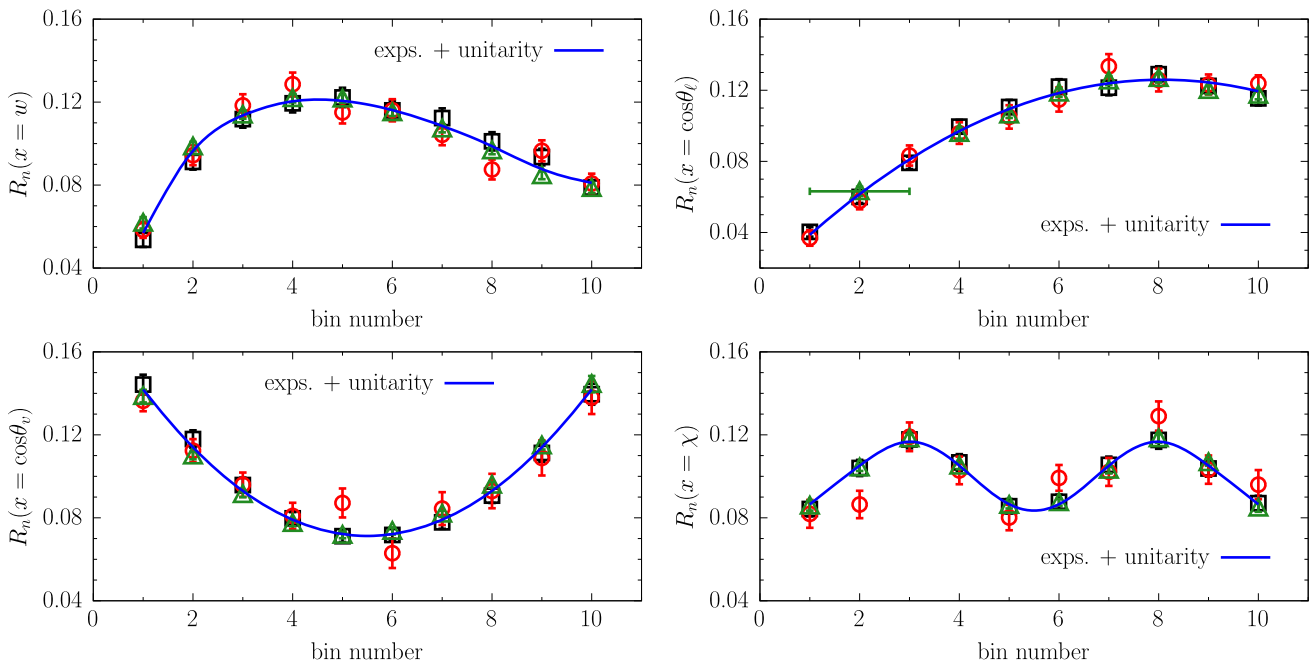 0.16
0.12
0.08
0.04
R_n(x = w)
exps. + unitarity
0 2 4 6 8 10
bin number
0.16
0.12
0.08
0.04
R_n(x = cosθ_ℓ)
exps. + unitarity
0 2 4 6 8 10
bin number
0.16
0.12
0.08
0.04
R_n(x = cosθ_v)
exps. + unitarity
0 2 4 6 8 10
bin number
0.16
0.12
0.08
0.04
R_n(x = χ)
exps. + unitarity
0 2 4 6 8 10
bin number